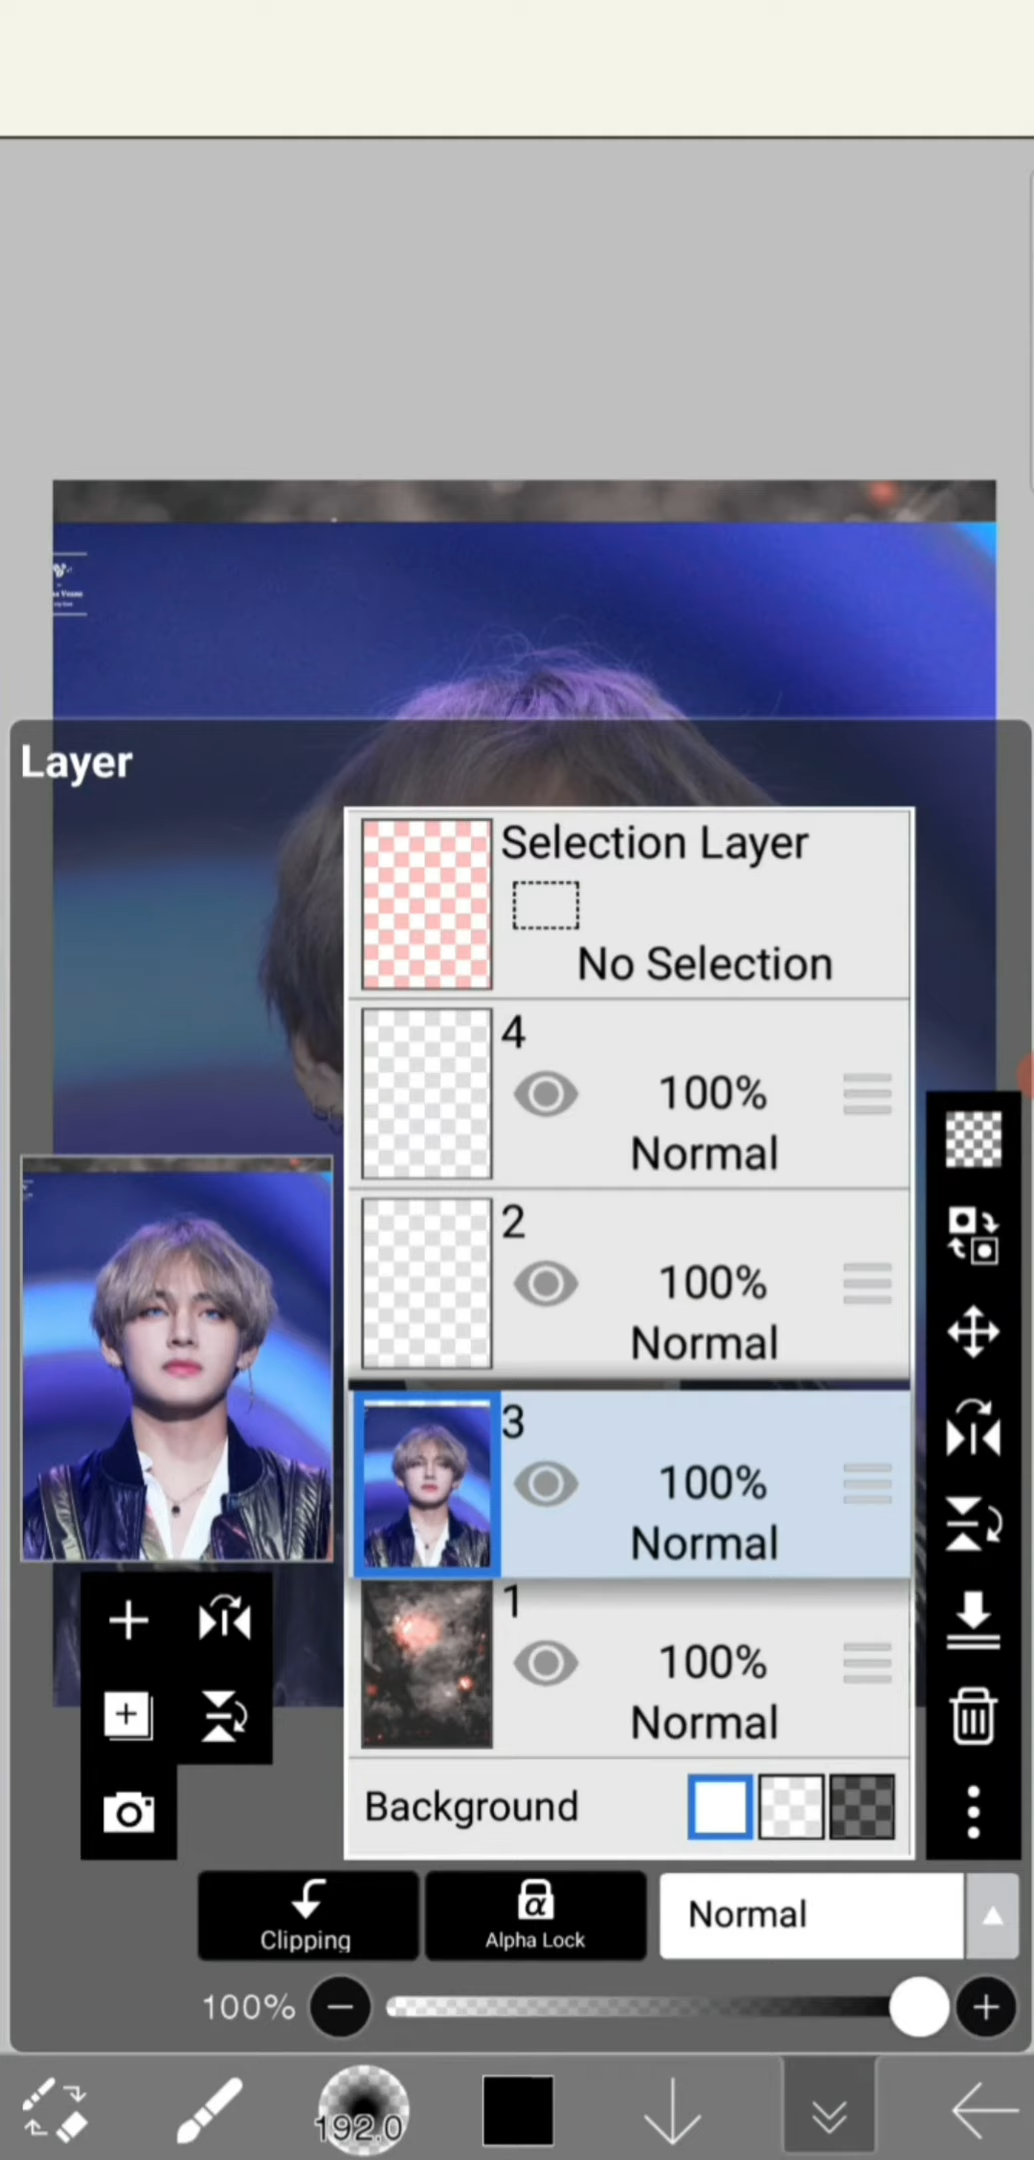 Layer
Selection Layer
No Selection
4
100%
Normal
2
100%
Normal
3
100%
Normal
1
100%
Normal
Background
Clipping
α
Alpha Lock
Normal
100%
192.0